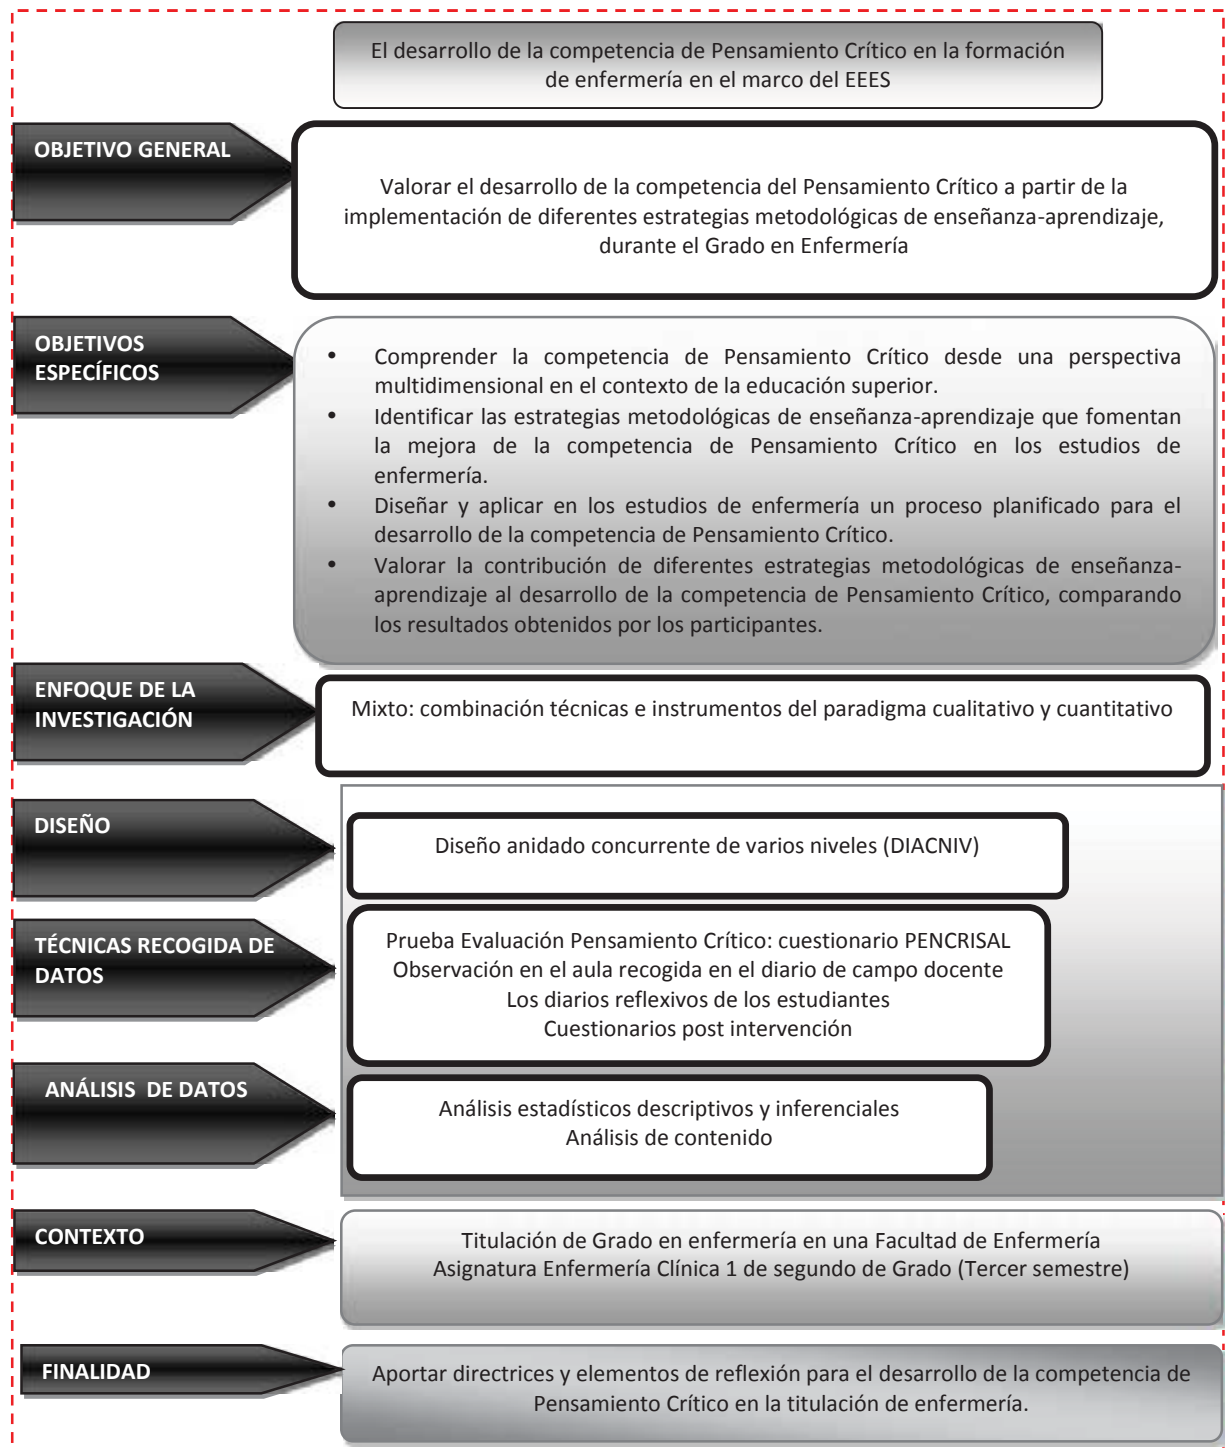 El desarrollo de la competencia de Pensamiento Crítico en la formación
de enfermería en el marco del EEES
OBJETIVO GENERAL
Valorar el desarrollo de la competencia del Pensamiento Crítico a partir de la
implementación de diferentes estrategias metodológicas de enseñanza-aprendizaje,
durante el Grado en Enfermería
OBJETIVOS
ESPECÍFICOS
• Comprender la competencia de Pensamiento Crítico desde una perspectiva
multidimensional en el contexto de la educación superior.
• Identificar las estrategias metodológicas de enseñanza-aprendizaje que fomentan
la mejora de la competencia de Pensamiento Crítico en los estudios de
enfermería.
• Diseñar y aplicar en los estudios de enfermería un proceso planificado para el
desarrollo de la competencia de Pensamiento Crítico.
• Valorar la contribución de diferentes estrategias metodológicas de enseñanza-
aprendizaje al desarrollo de la competencia de Pensamiento Crítico, comparando
los resultados obtenidos por los participantes.
ENFOQUE DE LA
INVESTIGACIÓN
Mixto: combinación técnicas e instrumentos del paradigma cualitativo y cuantitativo
DISEÑO
Diseño anidado concurrente de varios niveles (DIACNIV)
TÉCNICAS RECOGIDA DE
DATOS
Prueba Evaluación Pensamiento Crítico: cuestionario PENCRISAL
Observación en el aula recogida en el diario de campo docente
Los diarios reflexivos de los estudiantes
Cuestionarios post intervención
ANÁLISIS DE DATOS
Análisis estadísticos descriptivos y inferenciales
Análisis de contenido
CONTEXTO
Titulación de Grado en enfermería en una Facultad de Enfermería
Asignatura Enfermería Clínica 1 de segundo de Grado (Tercer semestre)
FINALIDAD
Aportar directrices y elementos de reflexión para el desarrollo de la competencia de
Pensamiento Crítico en la titulación de enfermería.